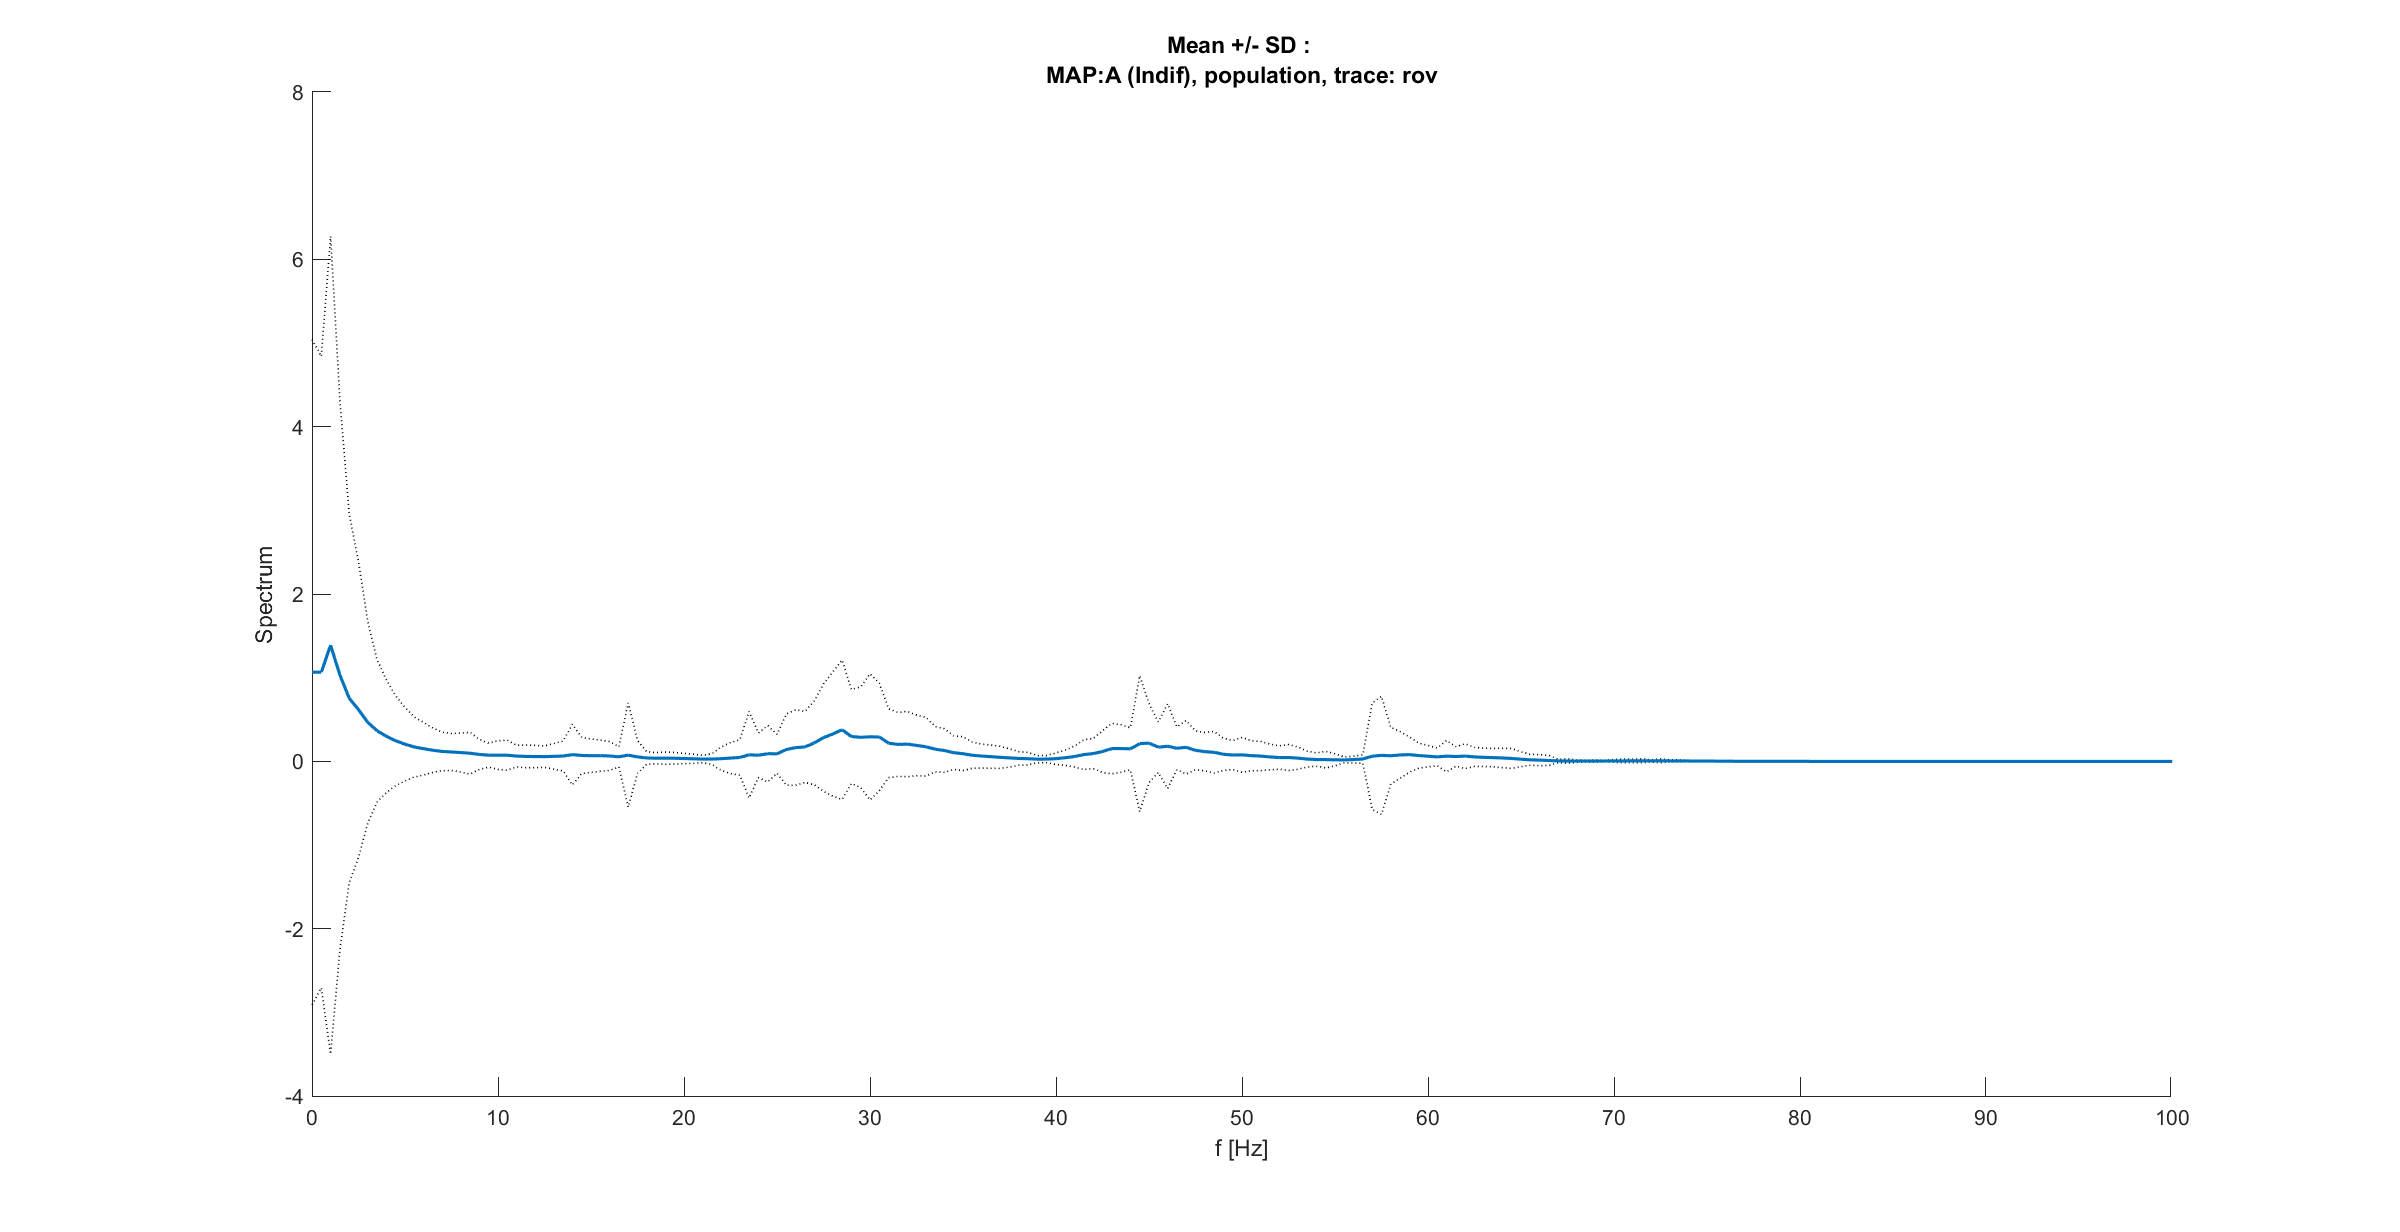 Mean +/- SD :
MAP:A (Indif), population, trace: rov
8
6
4
2
0
-2
-4
Spectrum
0 10 20 30 40 50 60 70 80 90 100
f [Hz]